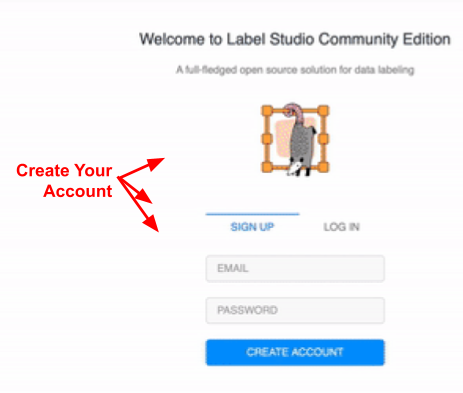 Welcome to Label Studio Community Edition
A full-fledged open source solution for data labeling
Create Your
Account
SIGN UP
LOG IN
EMAIL
PASSWORD
CREATE ACCOUNT